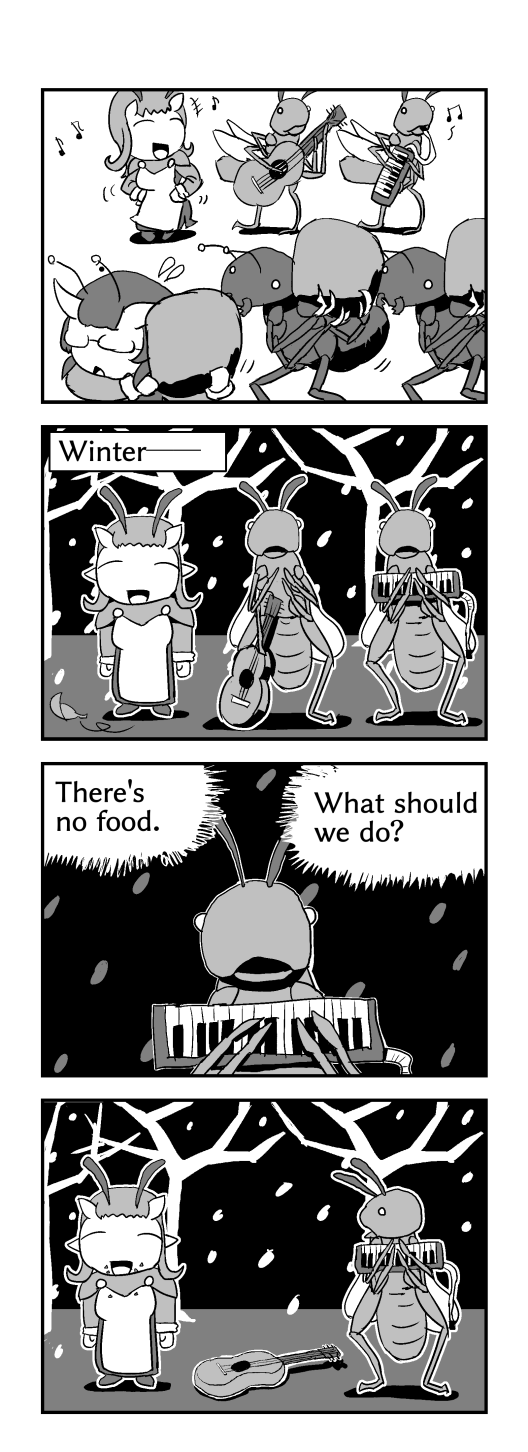 Winter——
There's
no food.
What should
we do?